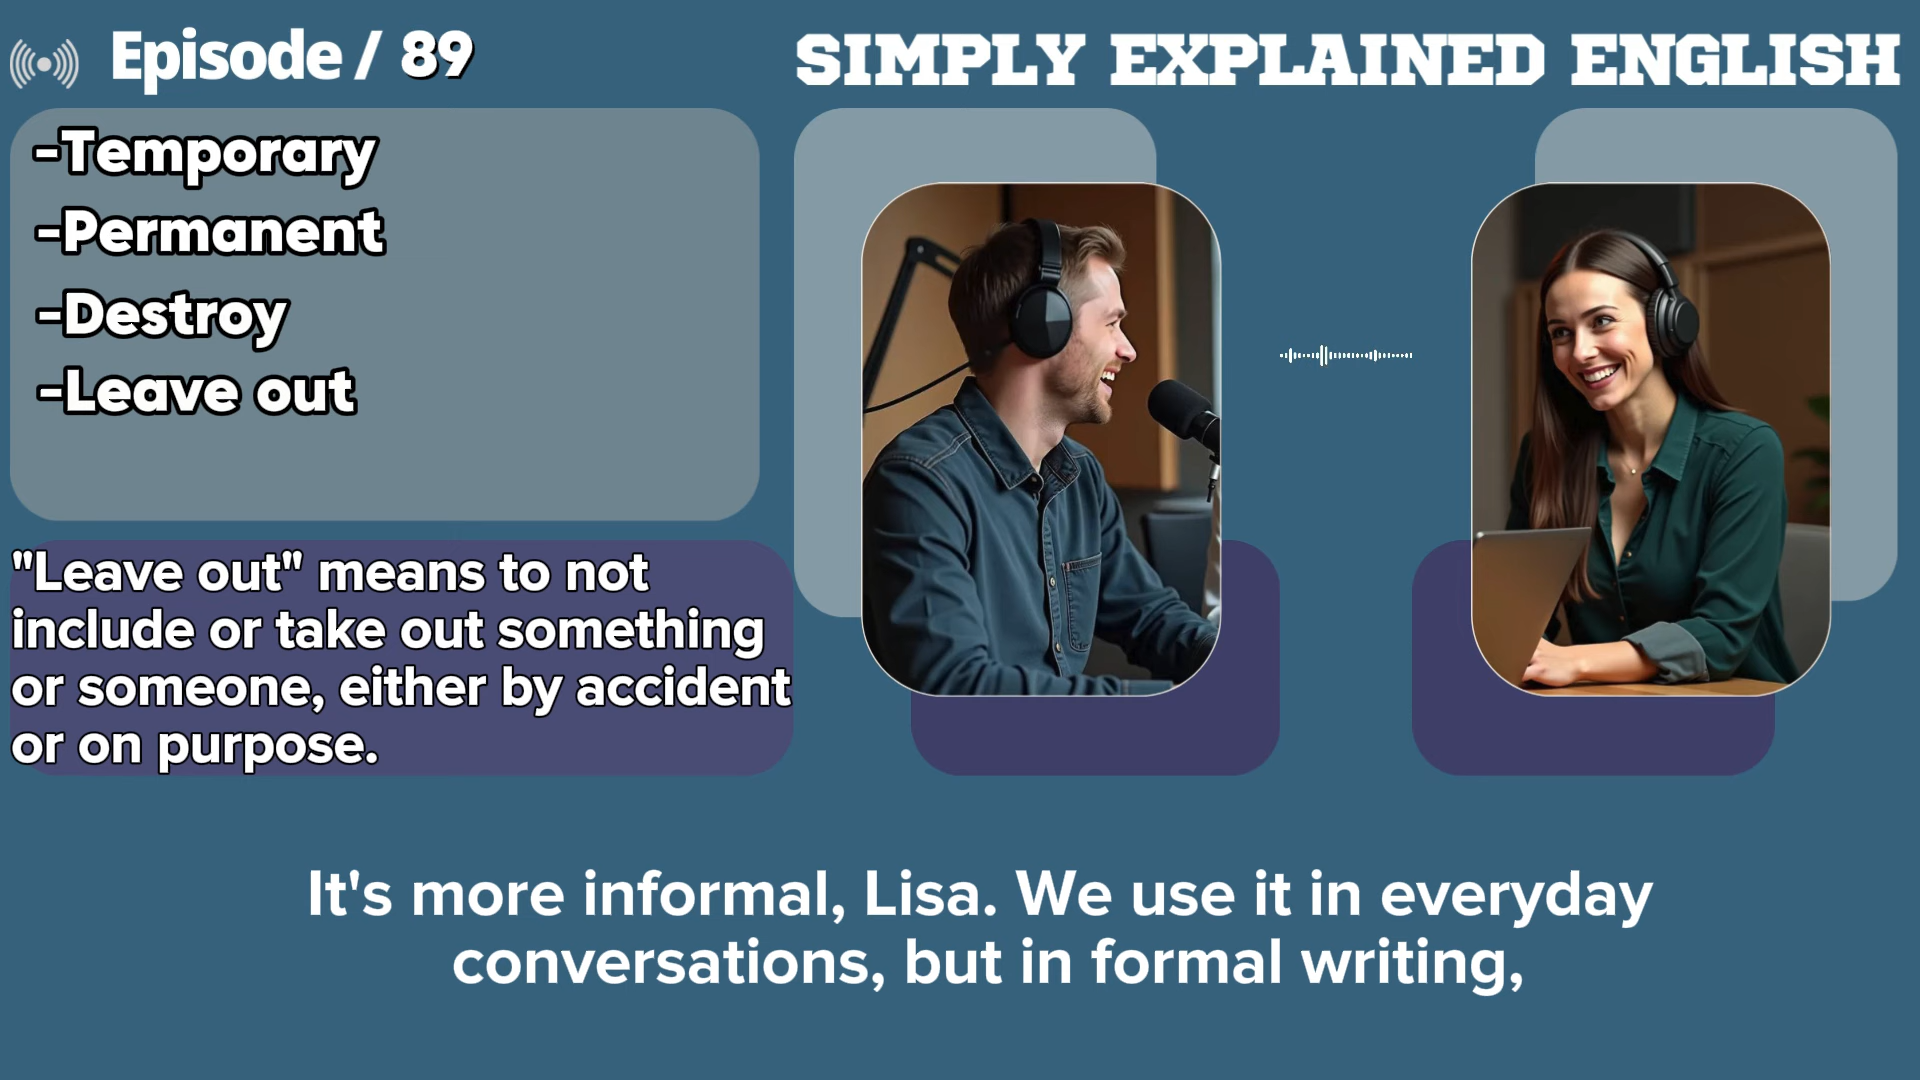 Episode / 89
SIMPLY EXPLAINED ENGLISH
-Temporary
-Permanent
-Destroy
-Leave out
"Leave out" means to not
include or take out something
or someone, either by accident
or on purpose.
It's more informal, Lisa. We use it in everyday
conversations, but in formal writing,